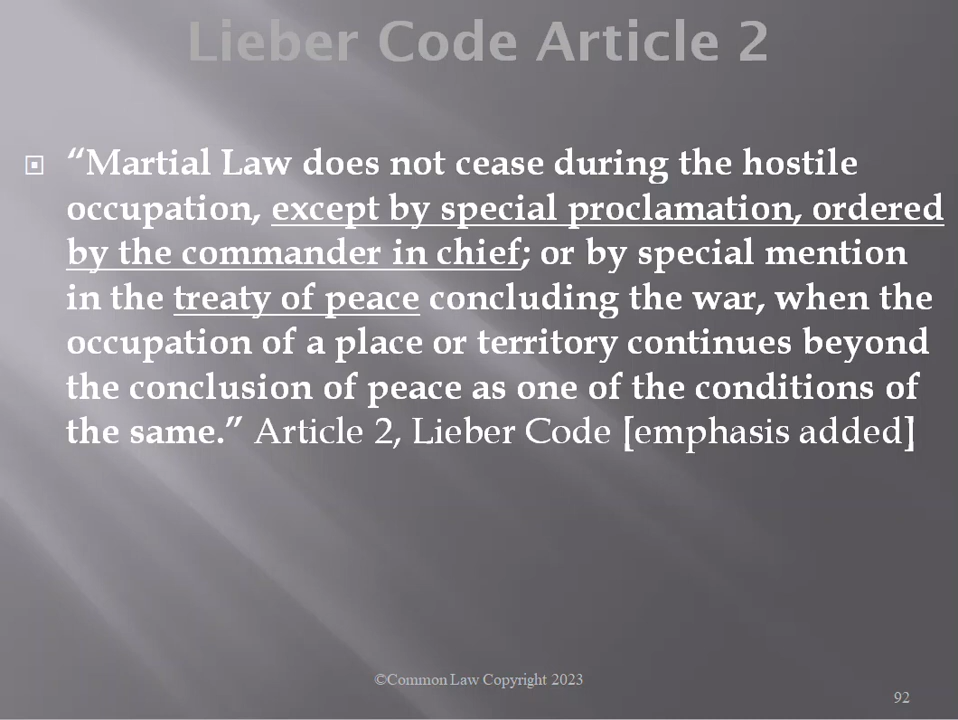 Lieber Code Article 2
“Martial Law does not cease during the hostile
occupation, except by special proclamation, ordered
by the commander in chief; or by special mention
in the treaty of peace concluding the war, when the
occupation of a place or territory continues beyond
the conclusion of peace as one of the conditions of
the same.” Article 2, Lieber Code [emphasis added]
©Common Law Copyright 2023
92